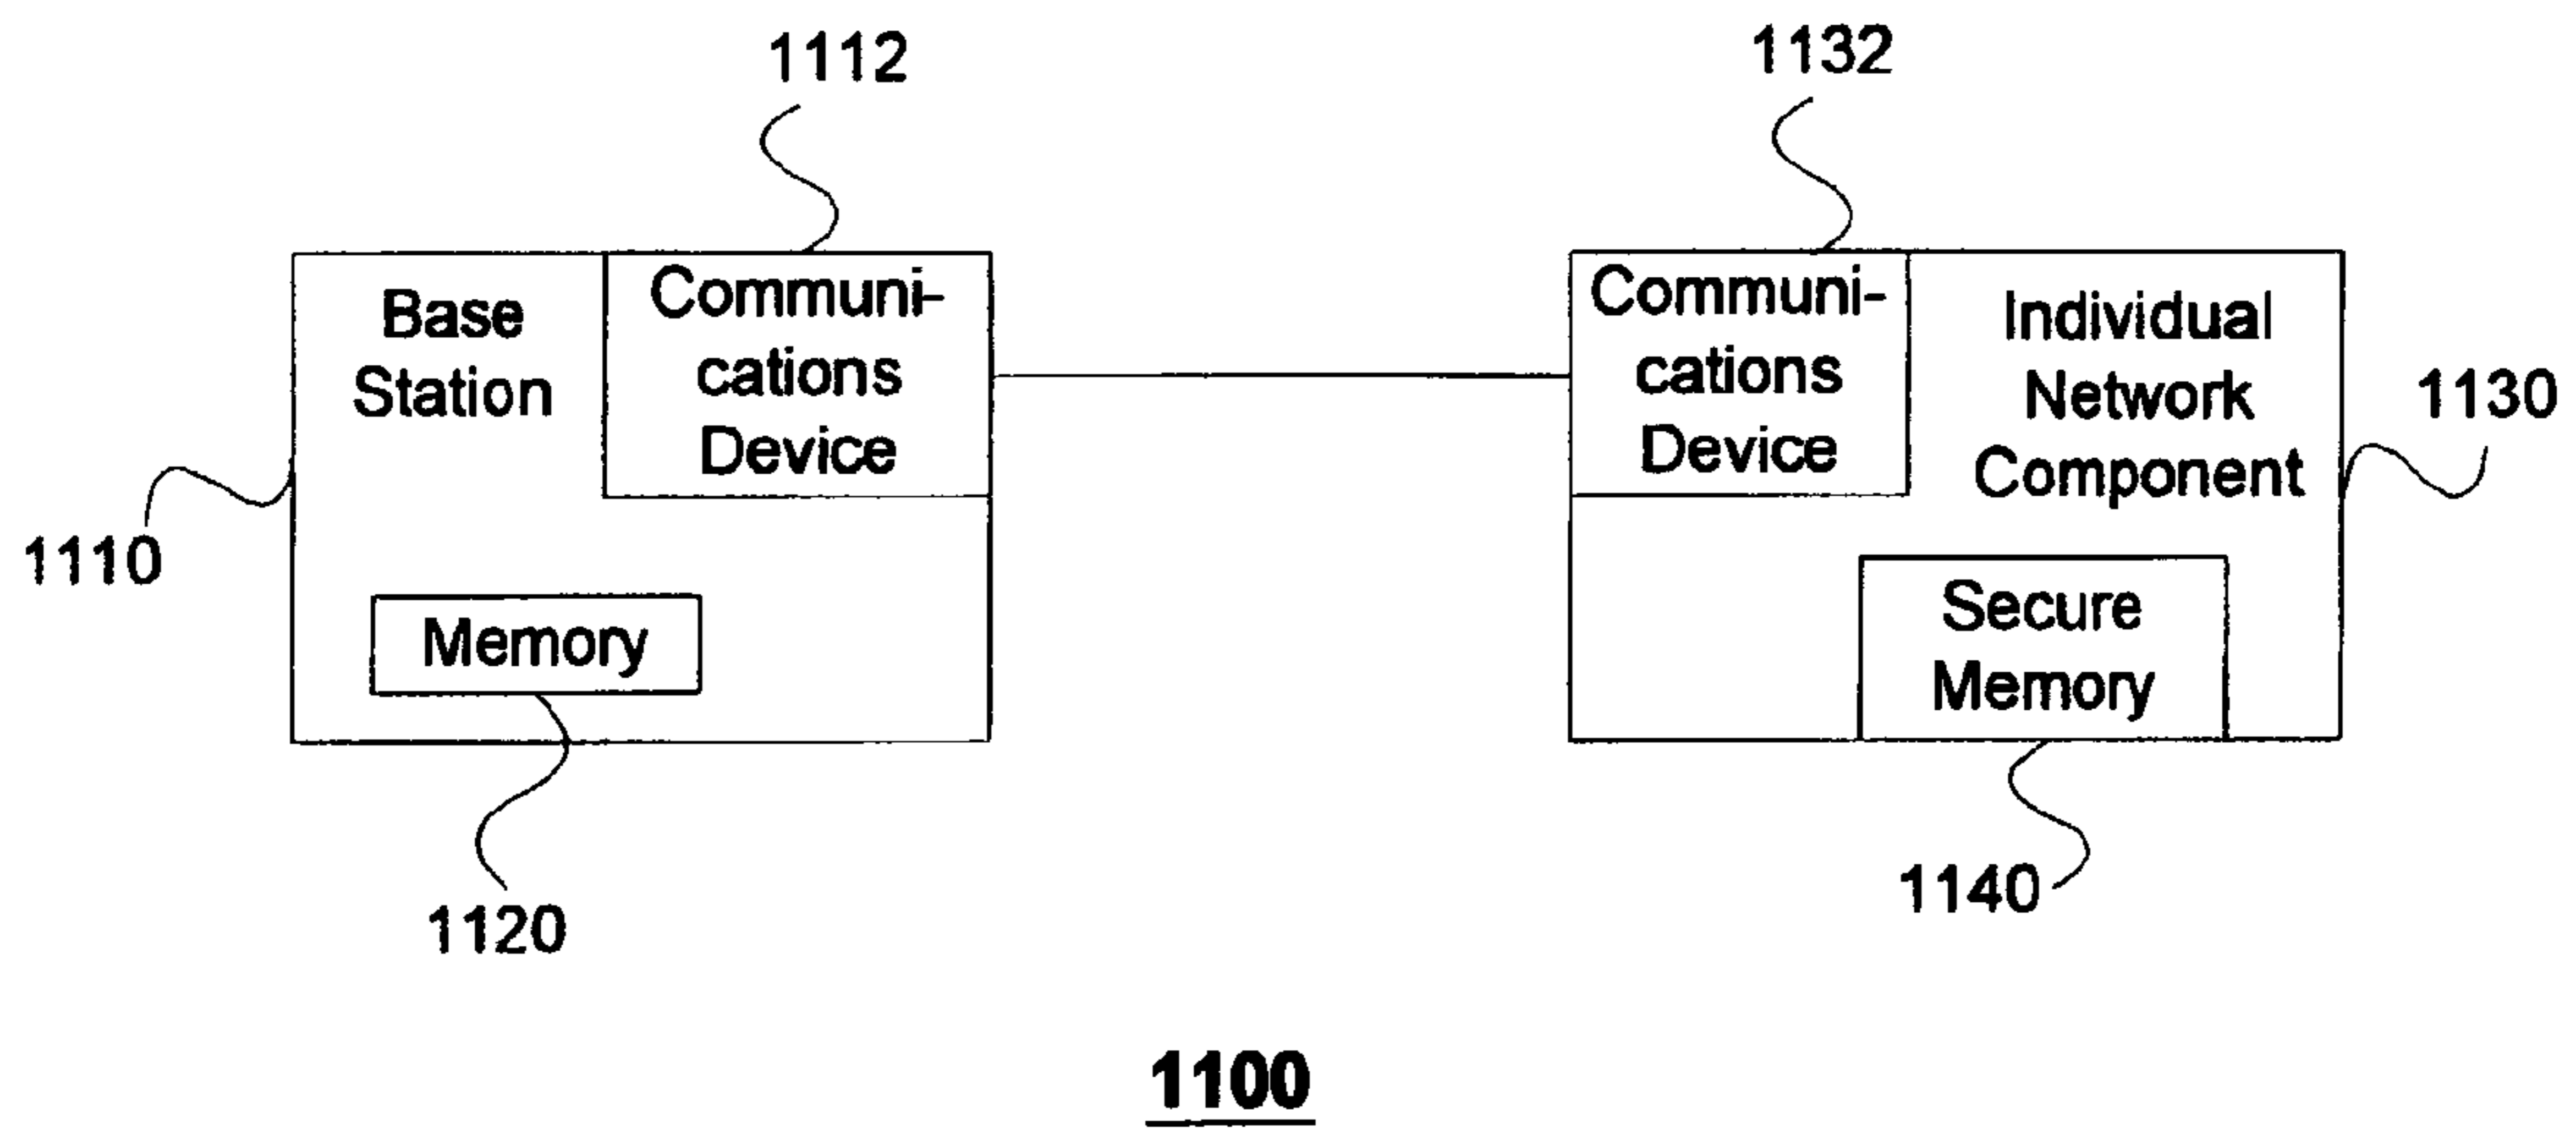 1112
1132
Base
Station
Communi-
cations
Device
Communi-
cations
Device
Individual
Network
Component
1130
1110
Memory
Secure
Memory
1120
1140
1100